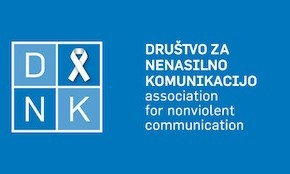 D
N K
DRUŠTVO ZA
NENASILNO
KOMUNIKACIJO
association
for nonviolent
communication